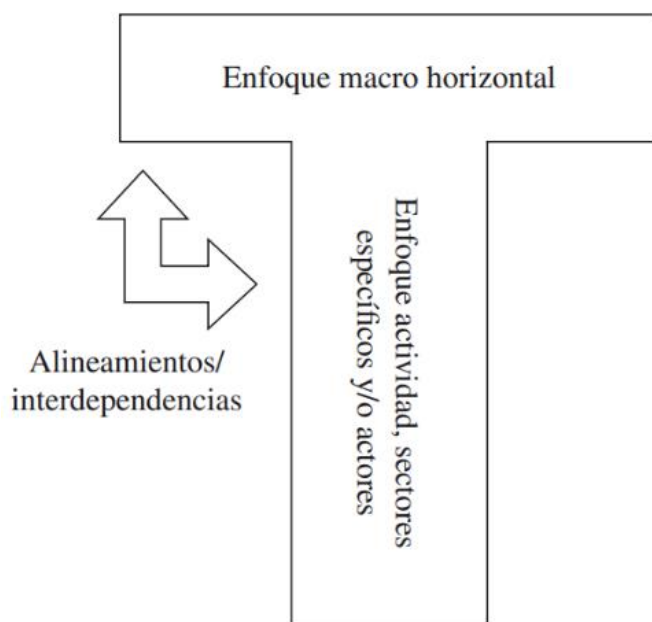 Enfoque macro horizontal
Enfoque actividad, sectores
específicos y/o actores
Alineamientos/
interdependencias